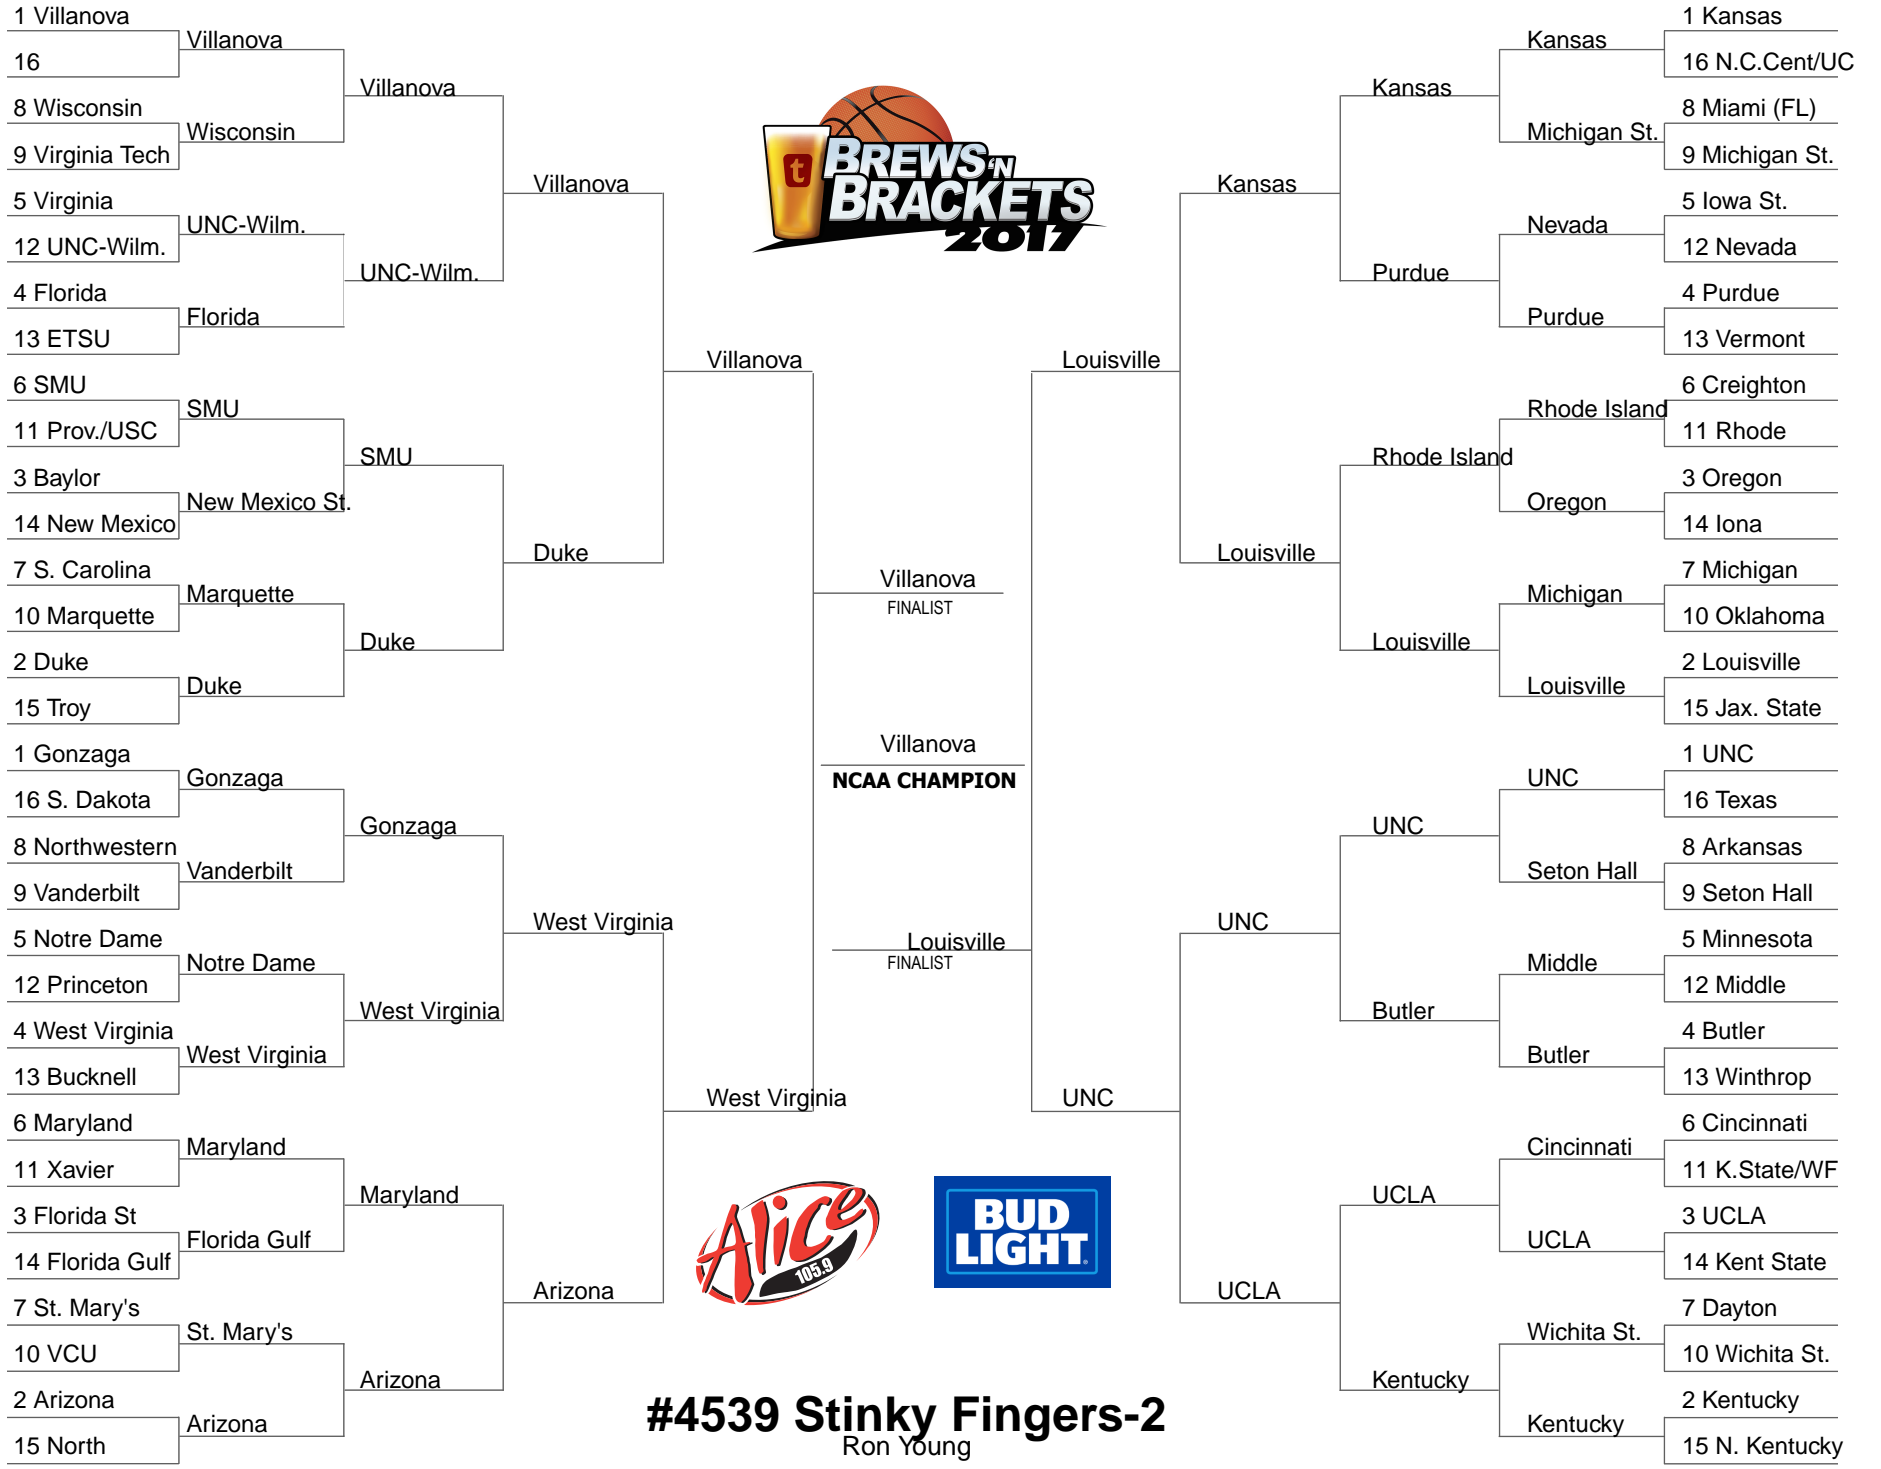 1 Villanova
16
8 Wisconsin
9 Virginia Tech
5 Virginia
12 UNC-Wilm.
4 Florida
13 ETSU
6 SMU
11 Prov./USC
3 Baylor
14 New Mexico
7 S. Carolina
10 Marquette
2 Duke
15 Troy
1 Gonzaga
16 S. Dakota
8 Northwestern
9 Vanderbilt
5 Notre Dame
12 Princeton
4 West Virginia
13 Bucknell
6 Maryland
11 Xavier
3 Florida St
14 Florida Gulf
7 St. Mary's
10 VCU
2 Arizona
15 North
Villanova
Wisconsin
UNC-Wilm.
Florida
SMU
New Mexico St.
Marquette
Duke
Gonzaga
Vanderbilt
Notre Dame
West Virginia
Maryland
Florida Gulf
St. Mary's
Arizona
Villanova
UNC-Wilm.
SMU
Duke
Gonzaga
West Virginia
Maryland
Arizona
Villanova
Duke
West Virginia
Arizona
Villanova
West Virginia
t
BREWS 'N
BRACKETS
2017
Villanova
FINALIST
Villanova
NCAA CHAMPION
Louisville
FINALIST
Alice
105.9
BUD
LIGHT
#4539 Stinky Fingers-2
Ron Young
Louisville
UNC
Kansas
Louisville
UNC
UCLA
Kansas
Purdue
Rhode Island
Louisville
UNC
Butler
UCLA
Kentucky
Kansas
Michigan St.
Nevada
Purdue
Rhode Island
Oregon
Michigan
Louisville
UNC
Seton Hall
Middle
Butler
Cincinnati
UCLA
Wichita St.
Kentucky
1 Kansas
16 N.C.Cent/UC
8 Miami (FL)
9 Michigan St.
5 Iowa St.
12 Nevada
4 Purdue
13 Vermont
6 Creighton
11 Rhode
3 Oregon
14 Iona
7 Michigan
10 Oklahoma
2 Louisville
15 Jax. State
1 UNC
16 Texas
8 Arkansas
9 Seton Hall
5 Minnesota
12 Middle
4 Butler
13 Winthrop
6 Cincinnati
11 K.State/WF
3 UCLA
14 Kent State
7 Dayton
10 Wichita St.
2 Kentucky
15 N. Kentucky